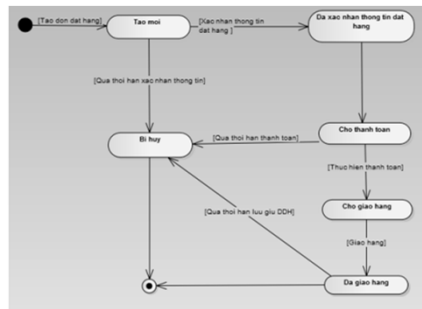 [Tao don dat hang]
Tao moi
[Xac nhan thong tin
dat hang ]
Da xac nhan thong tin dat
hang
[Qua thoi han xac nhan thong tin]
Bi huy
[Qua thoi han thanh toan]
Cho thanh toan
[Thuc hien thanh toan]
Cho giao hang
[Qua thoi han luu giu DDH]
[Giao hang]
Da giao hang